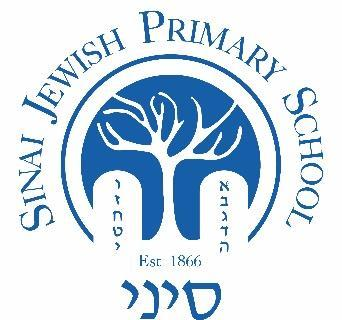 SINAI JEWISH PRIMARY SCHOOL
א
ב
ג
ד
ה
ו
ז
ח
ט
י
Est: 1866
סיני